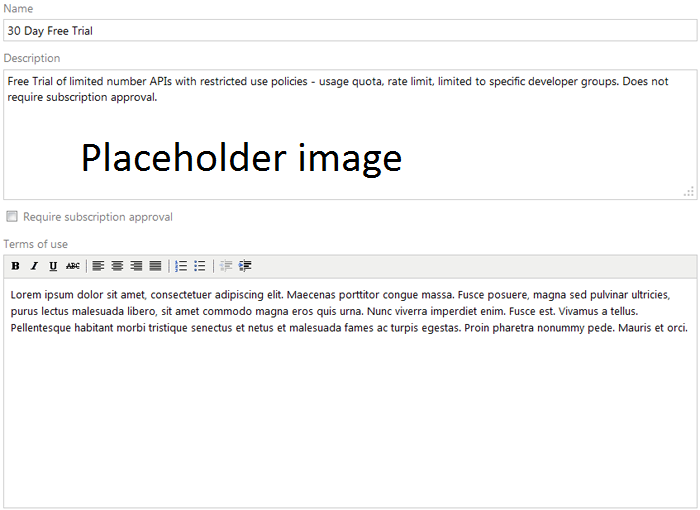 Name
30 Day Free Trial
Description
Free Trial of limited number APIs with restricted use policies - usage quota, rate limit, limited to specific developer groups. Does not
require subscription approval.
Placeholder image
Require subscription approval
Terms of use
B I U ABC
Lorem ipsum dolor sit amet, consectetuer adipiscing elit. Maecenas porttitor congue massa. Fusce posuere, magna sed pulvinar ultricies,
purus lectus malesuada libero, sit amet commodo magna eros quis urna. Nunc viverra imperdiet enim. Fusce est. Vivamus a tellus.
Pellentesque habitant morbi tristique senectus et netus et malesuada fames ac turpis egestas. Proin pharetra nonummy pede. Mauris et orci.